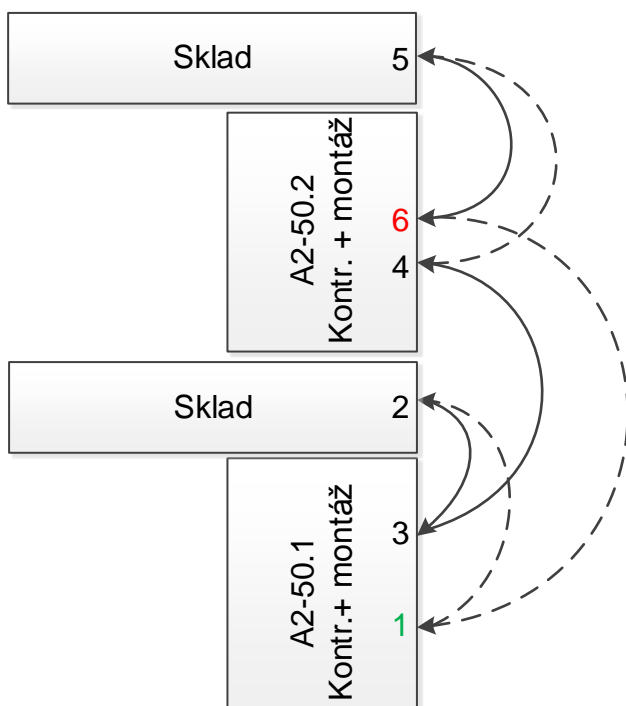 Sklad 5
A2-50.2
Kontr. + montáž
6
4
Sklad 2
A2-50.1
Kontr.+ montáž
3
1